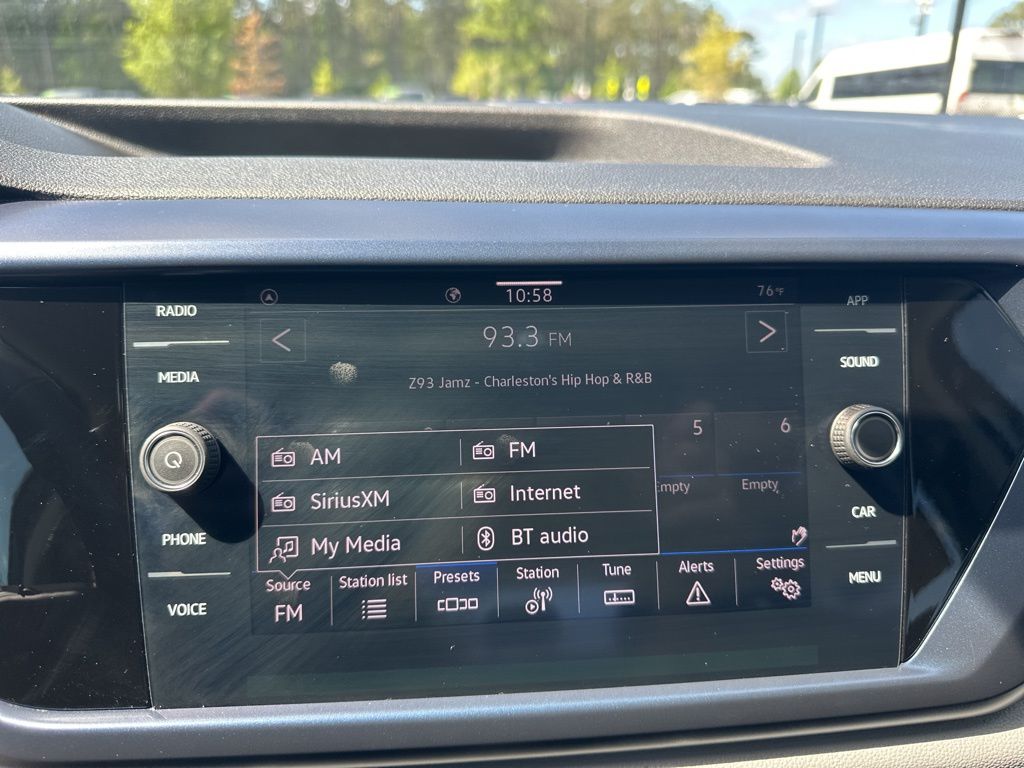 RADIO
MEDIA
PHONE
VOICE
10:58
76°F
93.3 FM
Z93 Jamz - Charleston's Hip Hop & R&B
5 6
Empty
AM FM
SiriusXM Internet
My Media BT audio
Source Station list Presets Station Tune Alerts Settings
FM
APP
SOUND
CAR
MENU